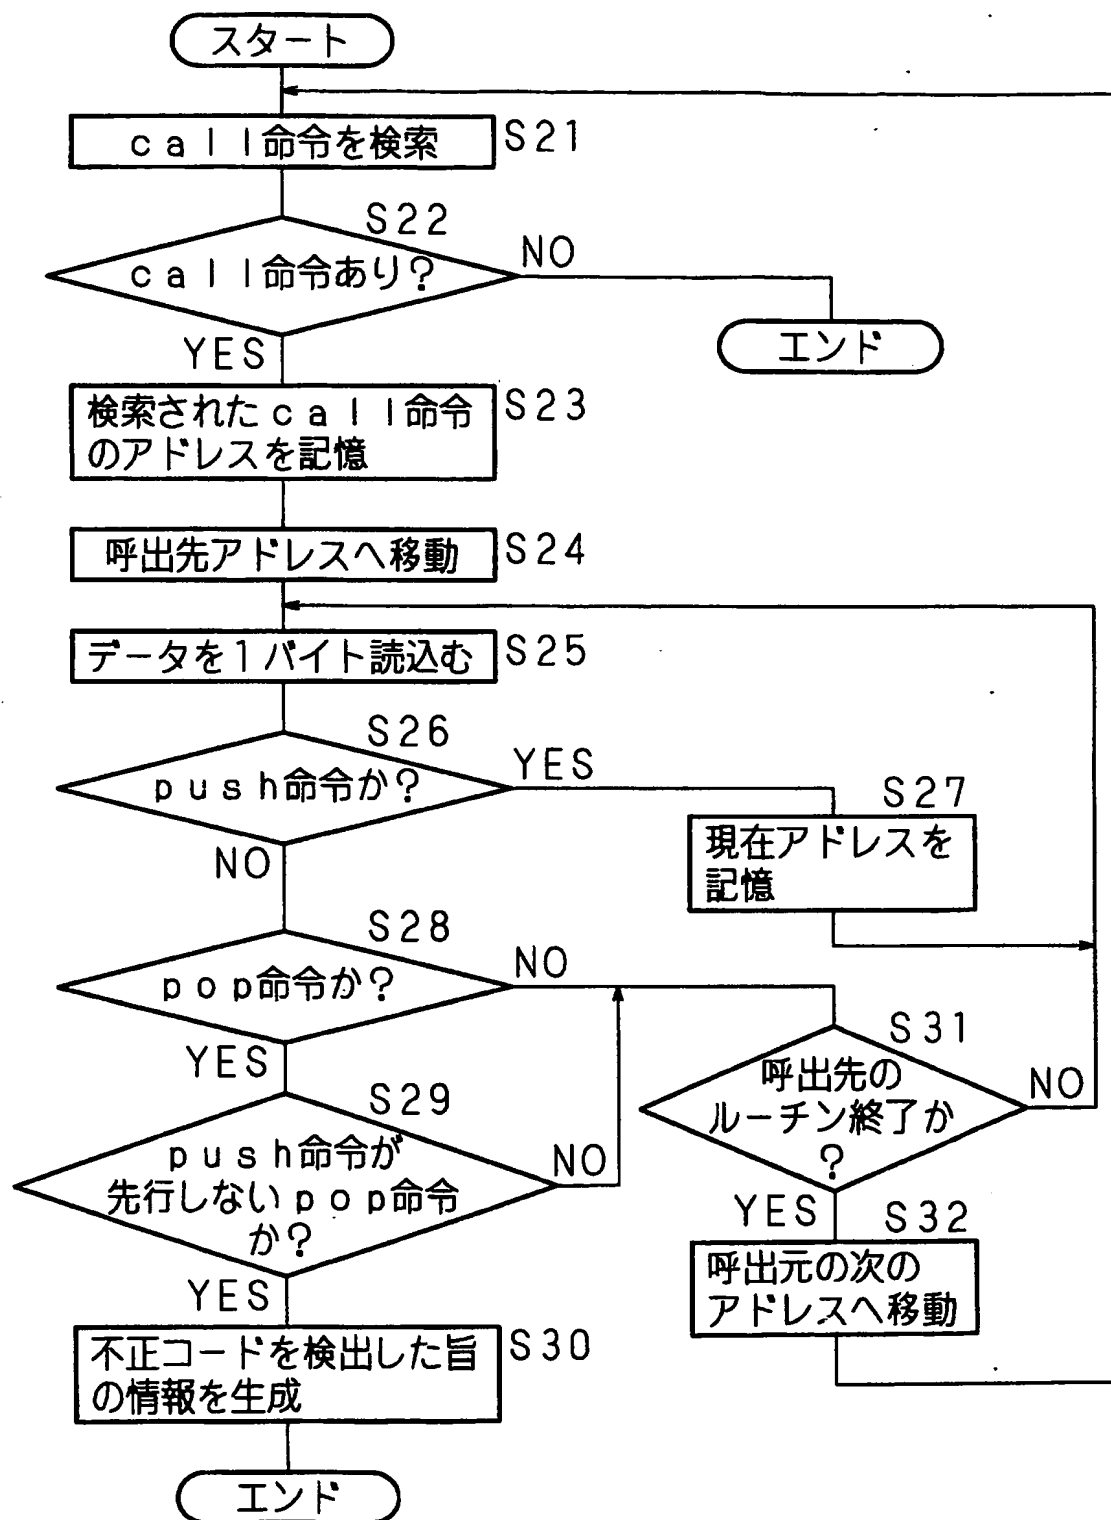 スタート
call命令を検索
S21
S22
call命令あり?
NO
エンド
YES
検索されたcall命令
のアドレスを記憶
S23
呼出先アドレスへ移動
S24
データを1バイト読込む
S25
S26
push命令か?
YES
S27
現在アドレスを
記憶
NO
S28
pop命令か?
NO
S31
呼出先の
ルーチン終了か
?
NO
YES
S29
push命令が
先行しないpop命令
か?
NO
YES
S32
呼出元の次の
アドレスへ移動
YES
不正コードを検出した旨
の情報を生成
S30
エンド